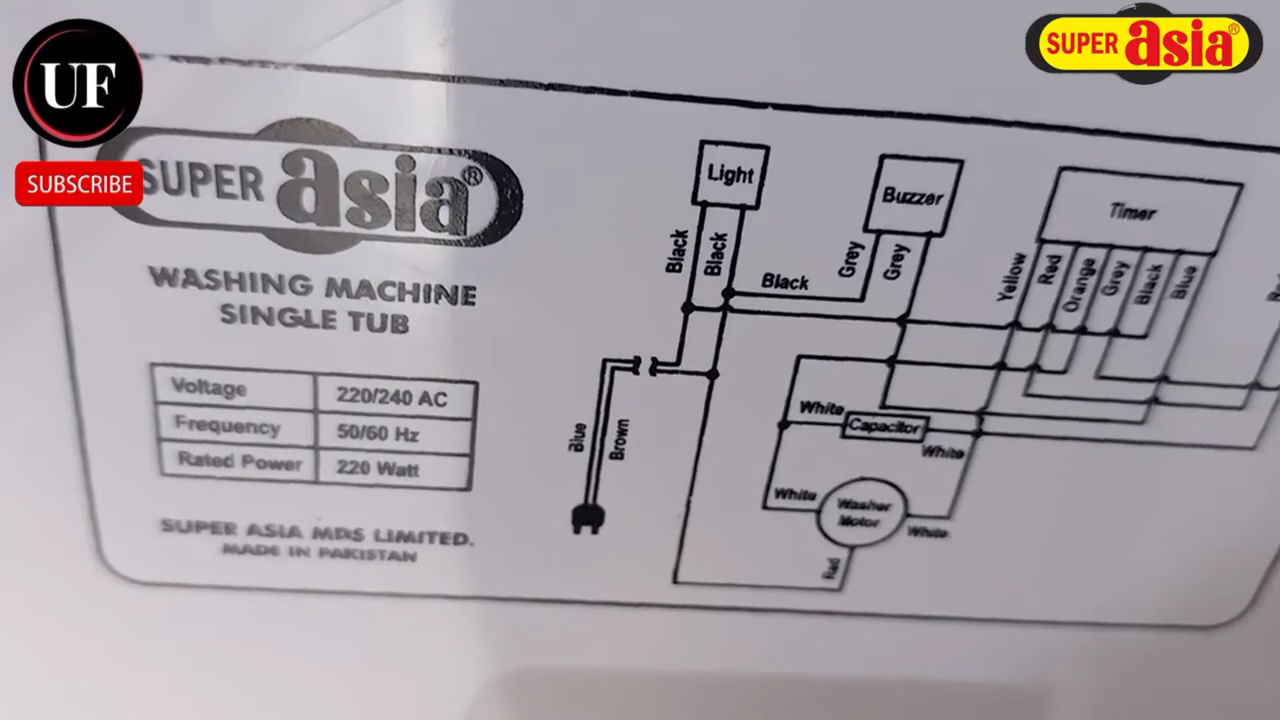 UF
SUBSCRIBE
SUPER asia®
SUPER asia®
WASHING MACHINE
SINGLE TUB
Voltage 220/240 AC
Frequency 50/60 Hz
Rated Power 220 Watt
SUPER ASIA MDS LIMITED.
MADE IN PAKISTAN
Light
Buzzer
Timer
Black
Black
Black
Grey
Grey
Yellow
Red
Orange
Grey
Black
Blue
Blue
Brown
White
Capacitor
White
White
Washer
Motor
White
Red